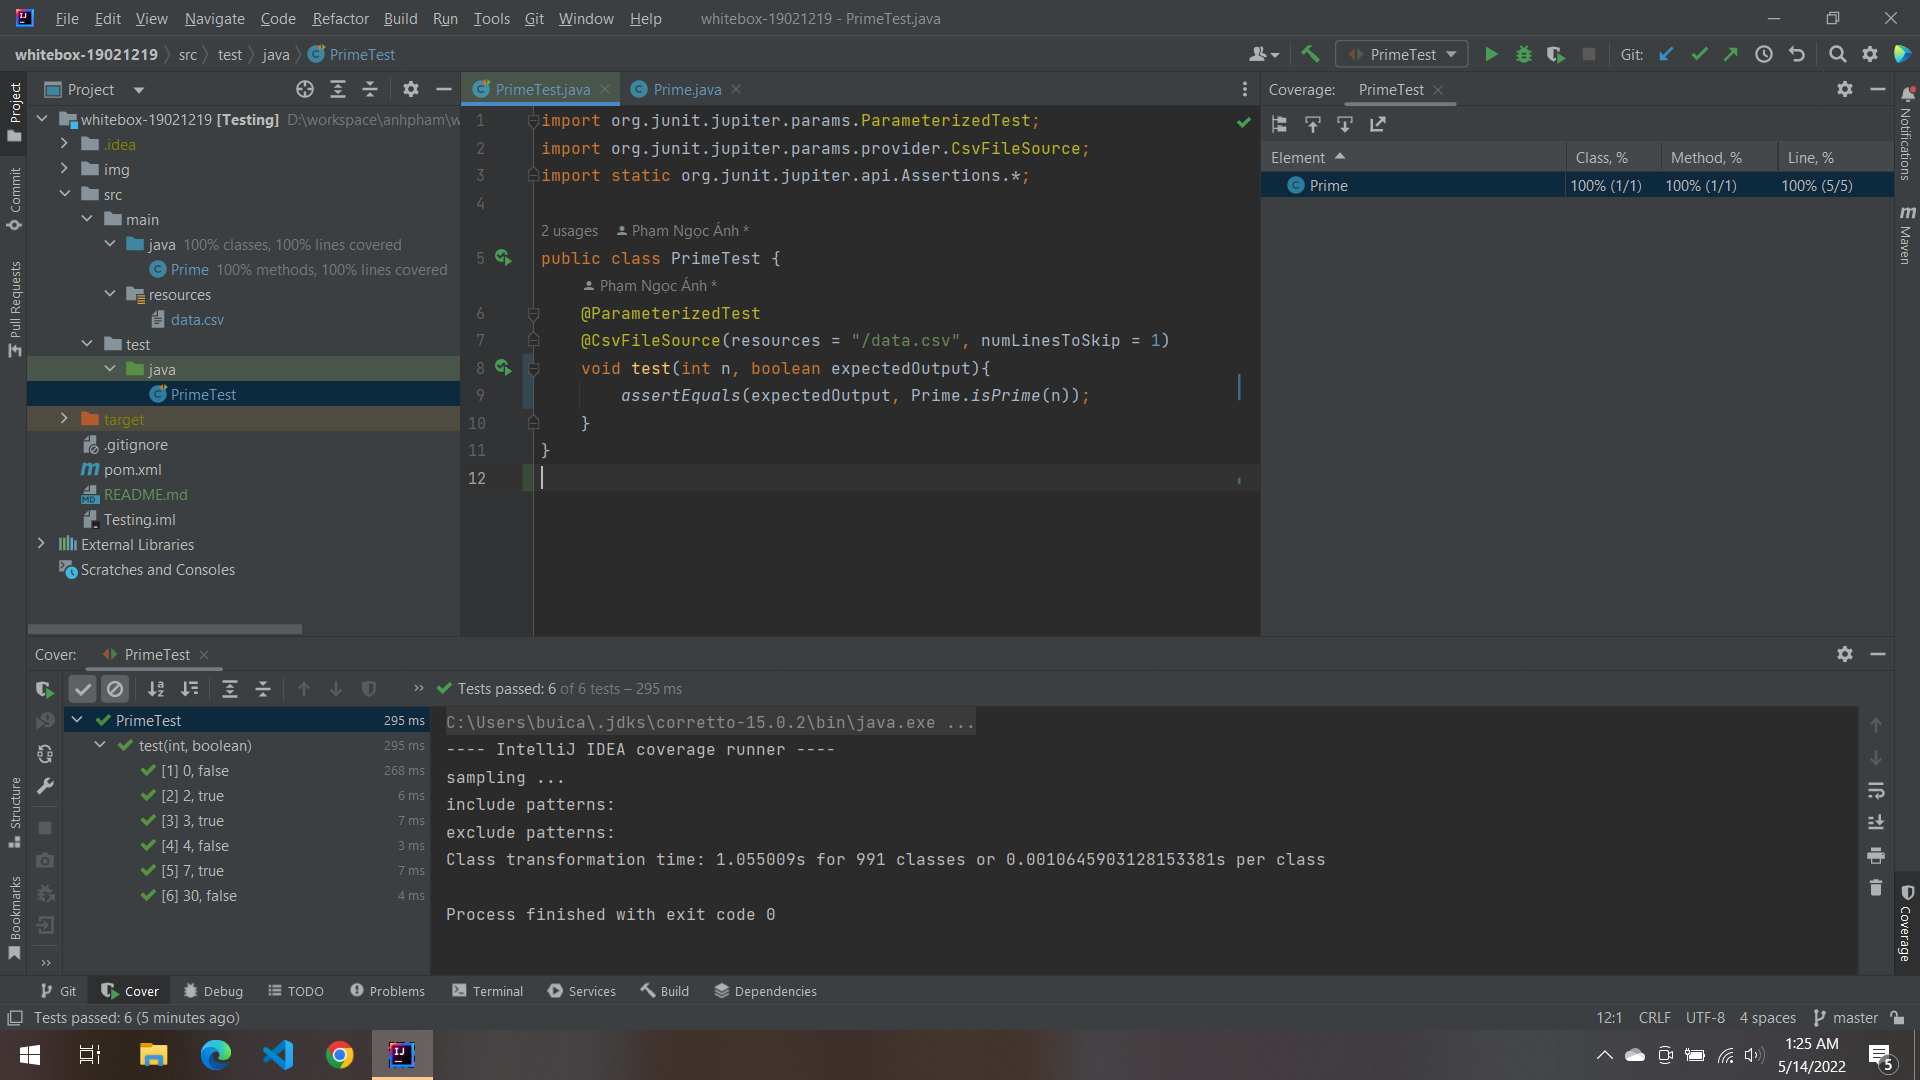 File Edit View Navigate Code Refactor Build Run Tools Git Window Help whitebox-19021219 - PrimeTest.java
whitebox-19021219 src test java PrimeTest
PrimeTest Git:
Project
PrimeTest.java Prime.java
Coverage: PrimeTest
Project
Commit
Pull Requests
whitebox-19021219 [Testing] D:\workspace\anhpham\w
.idea
img
src
main
java 100% classes, 100% lines covered
Prime 100% methods, 100% lines covered
resources
data.csv
test
java
PrimeTest
target
.gitignore
pom.xml
README.md
Testing.iml
External Libraries
Scratches and Consoles
1 import org.junit.jupiter.params.ParameterizedTest;
2 import org.junit.jupiter.params.provider.CsvFileSource;
3 import static org.junit.jupiter.api.Assertions.*;
4
2 usages Phạm Ngọc Ánh *
5 public class PrimeTest {
Phạm Ngọc Ánh *
6 @ParameterizedTest
7 @CsvFileSource(resources = "/data.csv", numLinesToSkip = 1)
8 void test(int n, boolean expectedOutput){
9 assertEquals(expectedOutput, Prime.isPrime(n));
10 }
11 }
12
Element Class, % Method, % Line, %
Prime 100% (1/1) 100% (1/1) 100% (5/5)
Notifications
Maven
Cover: PrimeTest
Tests passed: 6 of 6 tests – 295 ms
PrimeTest 295 ms
test(int, boolean) 295 ms
[1] 0, false 268 ms
[2] 2, true 6 ms
[3] 3, true 7 ms
[4] 4, false 3 ms
[5] 7, true 7 ms
[6] 30, false 4 ms
C:\Users\buica\.jdks\corretto-15.0.2\bin\java.exe ...
---- IntelliJ IDEA coverage runner ----
sampling ...
include patterns:
exclude patterns:
Class transformation time: 1.055009s for 991 classes or 0.0010645903128153381s per class
Process finished with exit code 0
Structure
Bookmarks
Coverage
Git Cover Debug TODO Problems Terminal Services Build Dependencies
Tests passed: 6 (5 minutes ago)
12:1 CRLF UTF-8 4 spaces master
1:25 AM
5/14/2022
5